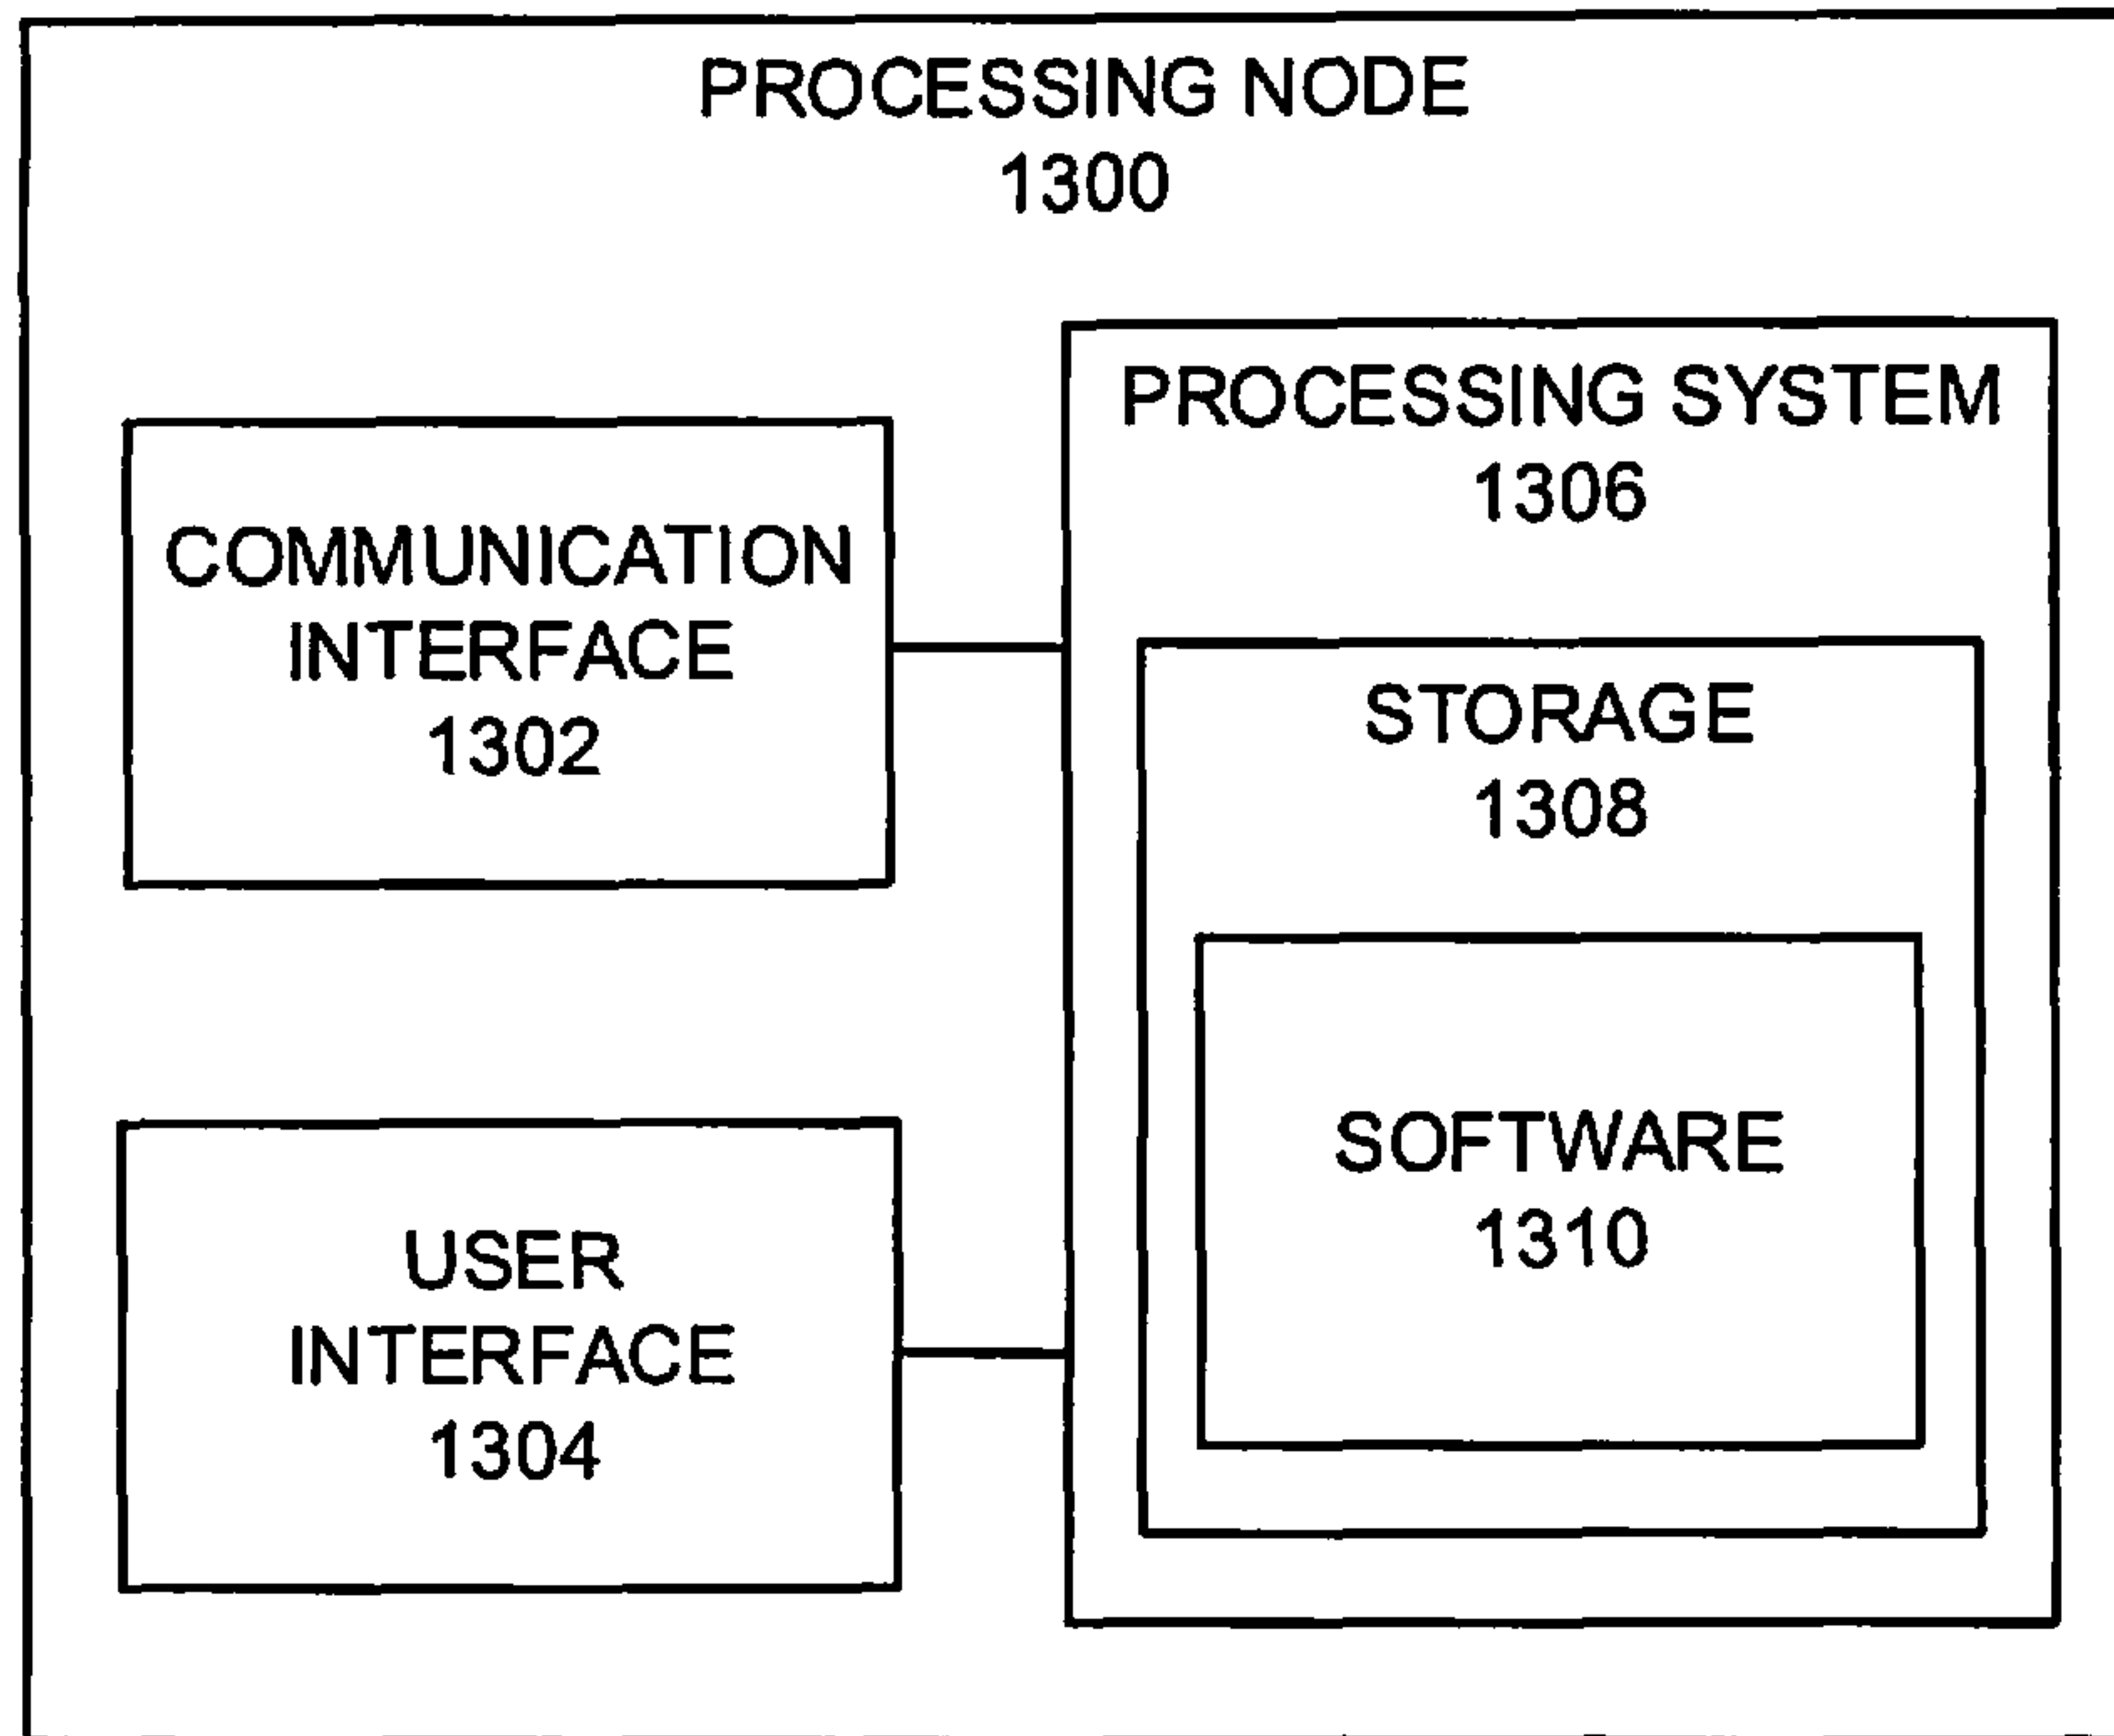 PROCESSING NODE
1300
PROCESSING SYSTEM
1306
COMMUNICATION
INTERFACE
1302
STORAGE
1308
SOFTWARE
1310
USER
INTERFACE
1304